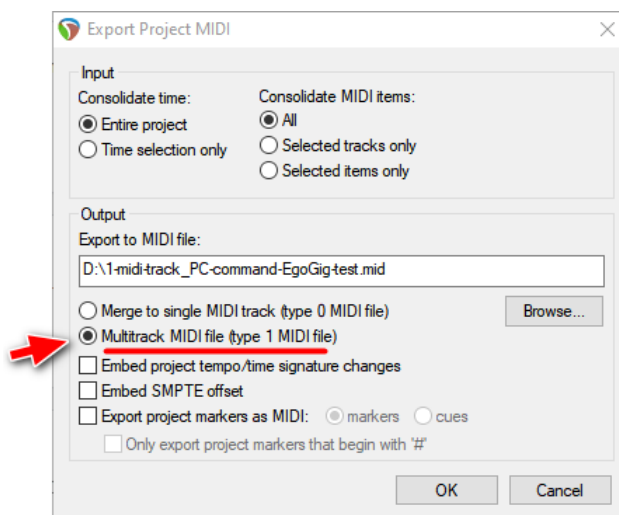 Export Project MIDI
Input
Consolidate time:
Entire project
Time selection only
Consolidate MIDI items:
All
Selected tracks only
Selected items only
Output
Export to MIDI file:
D:\1-midi-track_PC-command-EgoGig-test.mid
Merge to single MIDI track (type 0 MIDI file)
Browse...
Multitrack MIDI file (type 1 MIDI file)
Embed project tempo/time signature changes
Embed SMPTE offset
Export project markers as MIDI: markers cues
Only export project markers that begin with '#'
OK Cancel